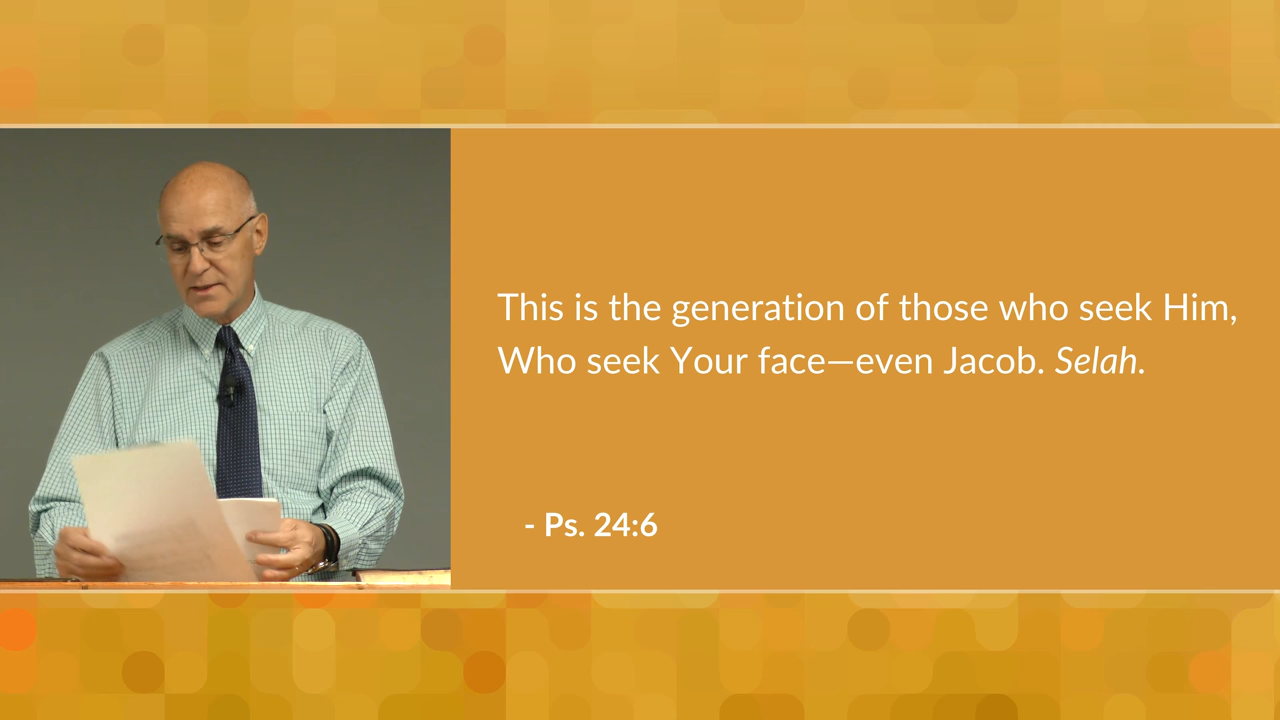 This is the generation of those who seek Him,
Who seek Your face—even Jacob. Selah.
- Ps. 24:6